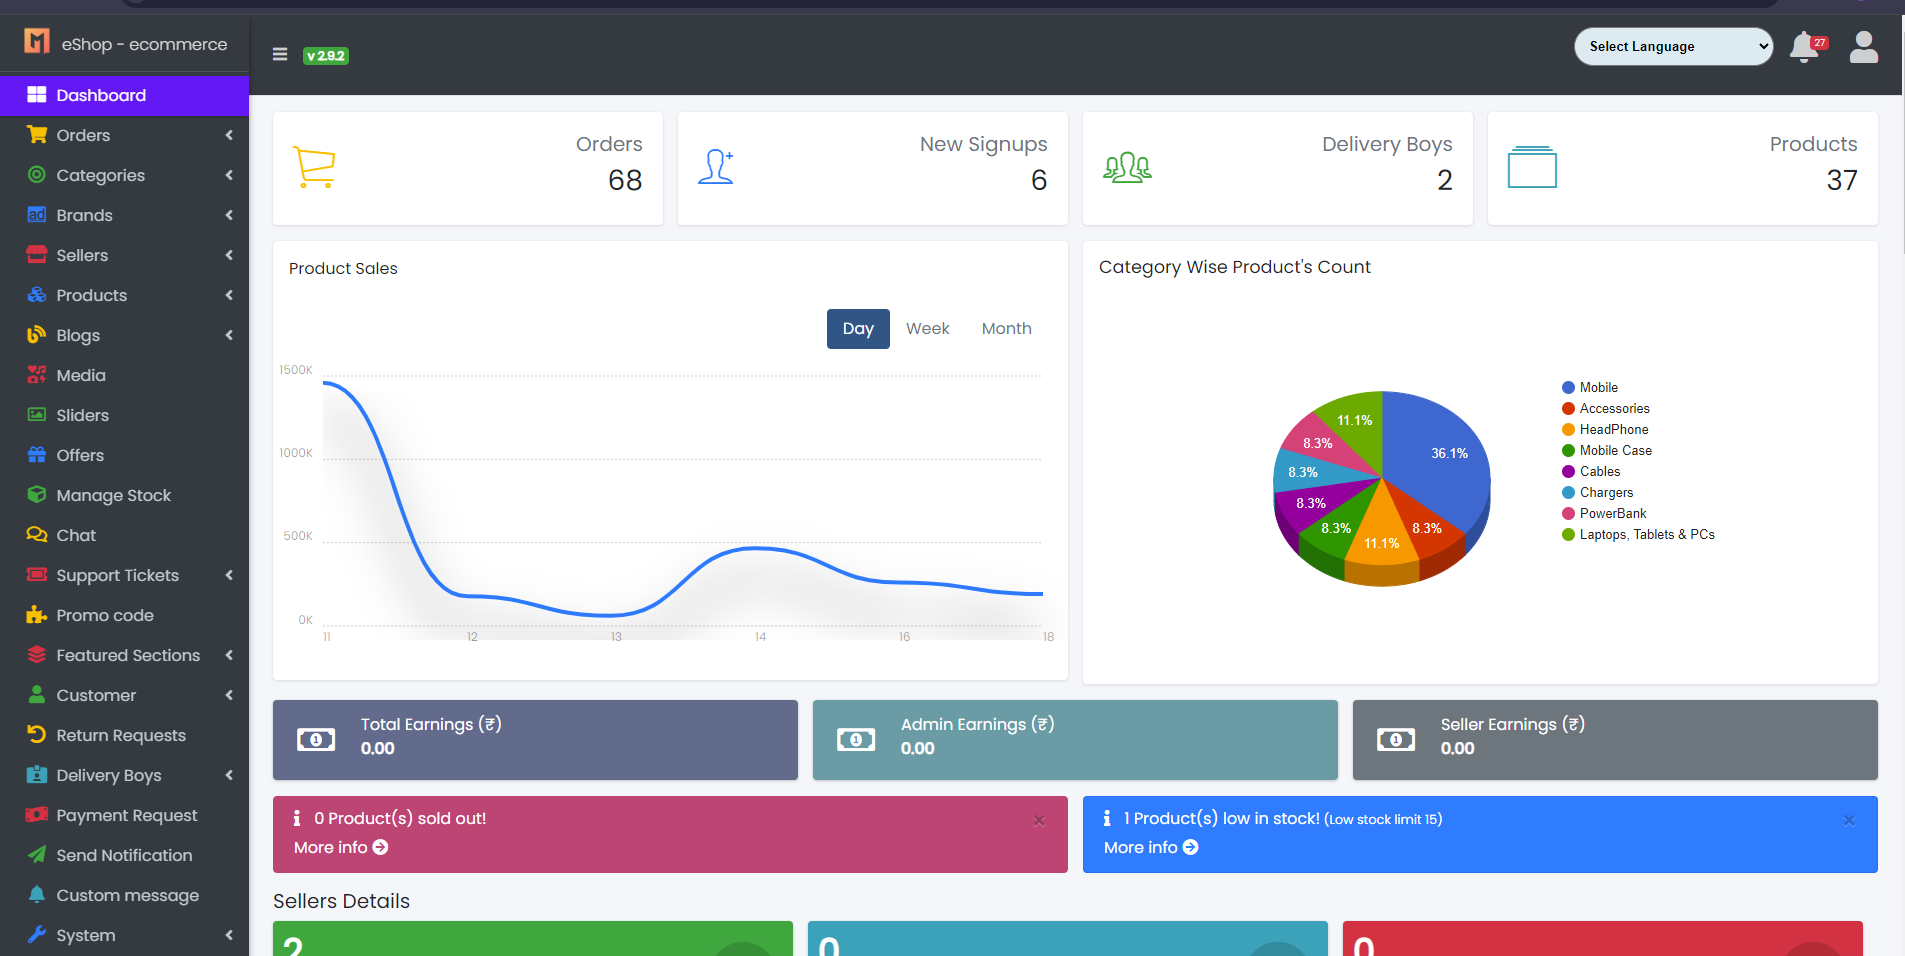 eShop - ecommerce
v 2.9.2
Select Language
27
Dashboard
Orders
Categories
Brands
Sellers
Products
Blogs
Media
Sliders
Offers
Manage Stock
Chat
Support Tickets
Promo code
Featured Sections
Customer
Return Requests
Delivery Boys
Payment Request
Send Notification
Custom message
System
Orders
68
New Signups
6
Delivery Boys
2
Products
37
Product Sales
Day Week Month
1500K
1000K
500K
0K
11 12 13 14 16 18
Category Wise Product's Count
36.1%
8.3%
11.1%
8.3%
8.3%
8.3%
8.3%
11.1%
Mobile
Accessories
HeadPhone
Mobile Case
Cables
Chargers
PowerBank
Laptops, Tablets & PCs
Total Earnings (₹)
0.00
Admin Earnings (₹)
0.00
Seller Earnings (₹)
0.00
0 Product(s) sold out!
More info
×
1 Product(s) low in stock! (Low stock limit 15)
More info
×
Sellers Details
2
0
0